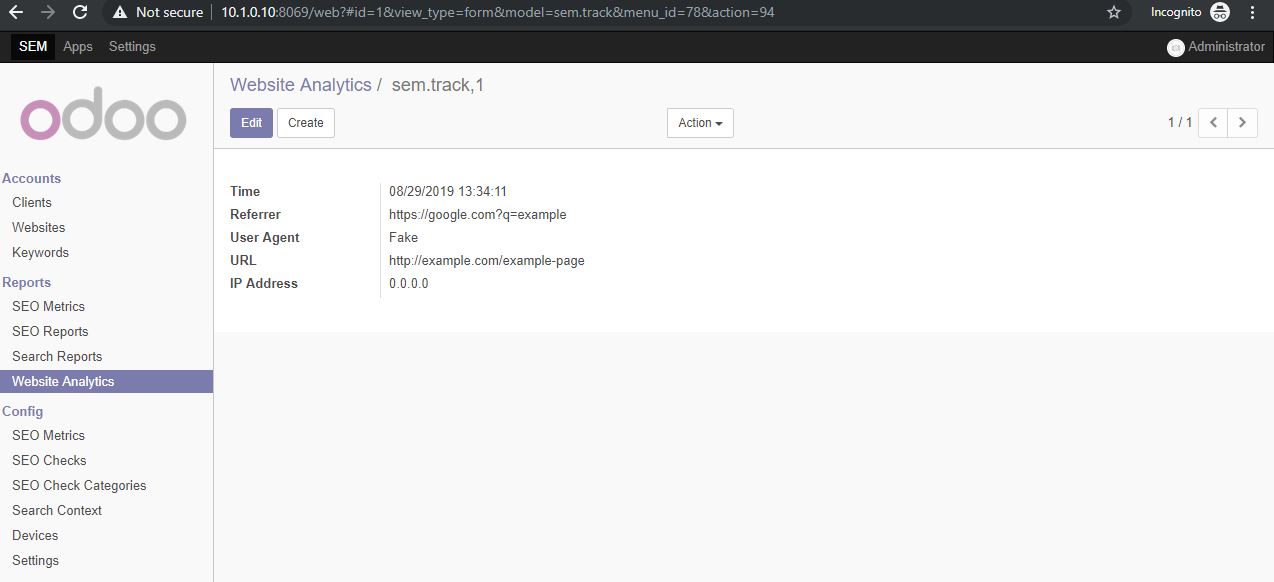 Not secure 10.1.0.10:8069/web?#id=1&view_type=form&model=sem.track&menu_id=78&action=94 Incognito
SEM Apps Settings Administrator
odoo
Website Analytics / sem.track,1
Edit Create Action 1 / 1
Accounts
Clients
Websites
Keywords
Reports
SEO Metrics
SEO Reports
Search Reports
Website Analytics
Config
SEO Metrics
SEO Checks
SEO Check Categories
Search Context
Devices
Settings
Time 08/29/2019 13:34:11
Referrer https://google.com?q=example
User Agent Fake
URL http://example.com/example-page
IP Address 0.0.0.0